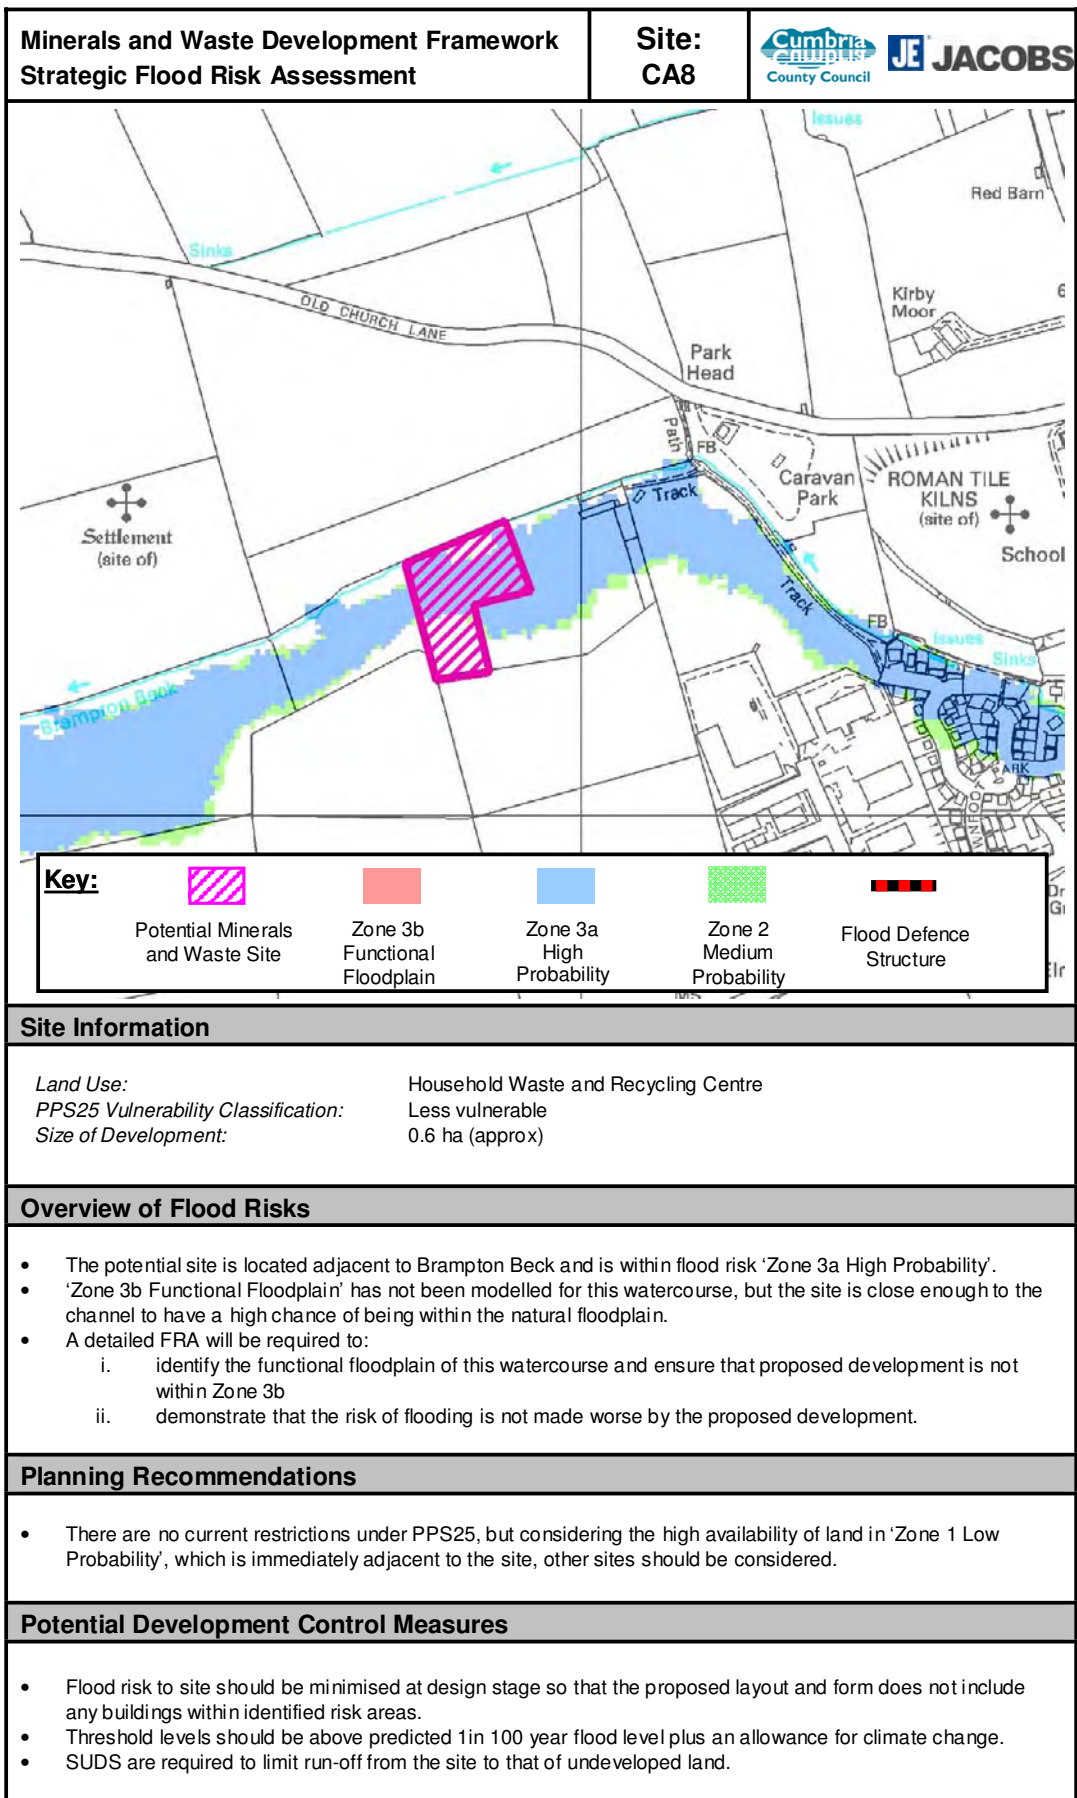 Minerals and Waste Development Framework
Strategic Flood Risk Assessment
Site:
CA8
Cumbria
County Council
JE JACOBS
Issues
Red Barn
Sinks
OLD CHURCH LANE
Kirby
Moor
6
Park
Head
Path
FB
Caravan
Park
ROMAN TILE
KILNS
(site of)
Track
Settlement
(site of)
School
Track
FB
Issues
Sinks
Brampton Beck
PARK
Key:
Potential Minerals
and Waste Site
Zone 3b
Functional
Floodplain
Zone 3a
High
Probability
Zone 2
Medium
Probability
Flood Defence
Structure
Site Information
Land Use: Household Waste and Recycling Centre
PPS25 Vulnerability Classification: Less vulnerable
Size of Development: 0.6 ha (approx)
Overview of Flood Risks
• The potential site is located adjacent to Brampton Beck and is within flood risk ‘Zone 3a High Probability’.
• ‘Zone 3b Functional Floodplain’ has not been modelled for this watercourse, but the site is close enough to the
channel to have a high chance of being within the natural floodplain.
• A detailed FRA will be required to:
i. identify the functional floodplain of this watercourse and ensure that proposed development is not
within Zone 3b
ii. demonstrate that the risk of flooding is not made worse by the proposed development.
Planning Recommendations
• There are no current restrictions under PPS25, but considering the high availability of land in ‘Zone 1 Low
Probability’, which is immediately adjacent to the site, other sites should be considered.
Potential Development Control Measures
• Flood risk to site should be minimised at design stage so that the proposed layout and form does not include
any buildings within identified risk areas.
• Threshold levels should be above predicted 1in 100 year flood level plus an allowance for climate change.
• SUDS are required to limit run-off from the site to that of undeveloped land.